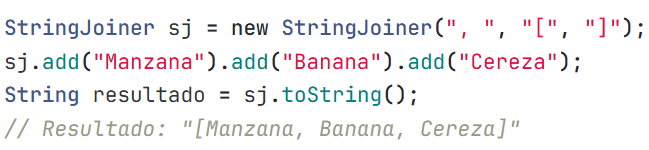 StringJoiner sj = new StringJoiner(", ", "[", "]");
sj.add("Manzana").add("Banana").add("Cereza");
String resultado = sj.toString();
// Resultado: "[Manzana, Banana, Cereza]"